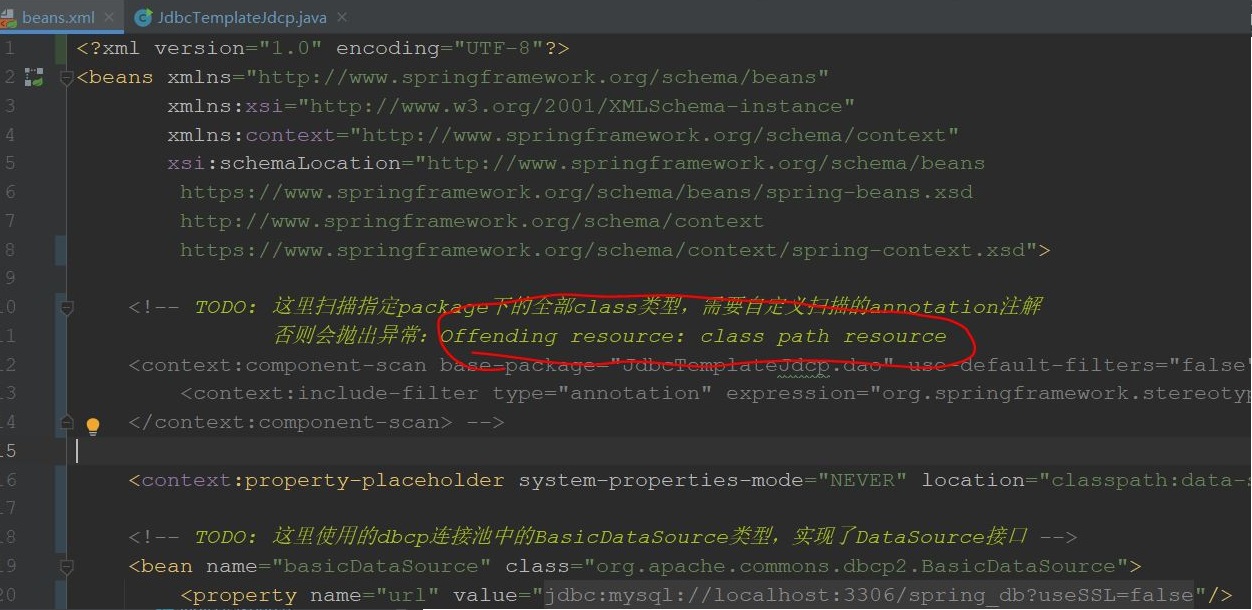 beans.xml JdbcTemplateJdcp.java
1 <?xml version="1.0" encoding="UTF-8"?>
2 <beans xmlns="http://www.springframework.org/schema/beans"
3 xmlns:xsi="http://www.w3.org/2001/XMLSchema-instance"
4 xmlns:context="http://www.springframework.org/schema/context"
5 xsi:schemaLocation="http://www.springframework.org/schema/beans
6 https://www.springframework.org/schema/beans/spring-beans.xsd
7 http://www.springframework.org/schema/context
8 https://www.springframework.org/schema/context/spring-context.xsd">
9
10 <!-- TODO: 这里扫描指定package下的全部class类型，需要自定义扫描的annotation注解
11 否则会抛出异常：Offending resource: class path resource
12 <context:component-scan base-package="JdbcTemplateJdcp.dao" use-default-filters="false"
13 <context:include-filter type="annotation" expression="org.springframework.stereotyp
14 </context:component-scan> -->
15
16 <context:property-placeholder system-properties-mode="NEVER" location="classpath:data-s
17
18 <!-- TODO: 这里使用的dbcp连接池中的BasicDataSource类型，实现了DataSource接口 -->
19 <bean name="basicDataSource" class="org.apache.commons.dbcp2.BasicDataSource">
20 <property name="url" value="jdbc:mysql://localhost:3306/spring_db?useSSL=false"/>